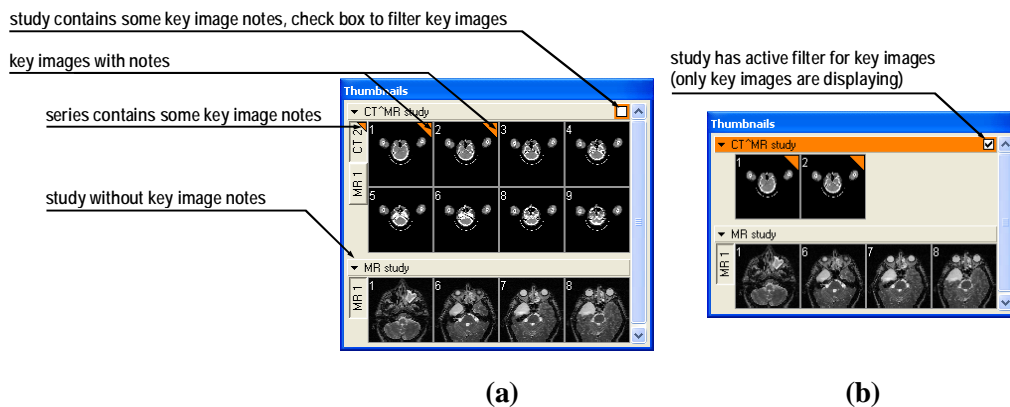 study contains some key image notes, check box to filter key images
key images with notes
series contains some key image notes
study without key image notes
Thumbnails
CT^MR study
CT 2
MR 1
1 2 3 4
5 6 8 9
MR study
MR 1
1 6 7 8
(a)
study has active filter for key images
(only key images are displaying)
Thumbnails
CT^MR study
1 2
MR study
MR 1
1 6 7 8
(b)